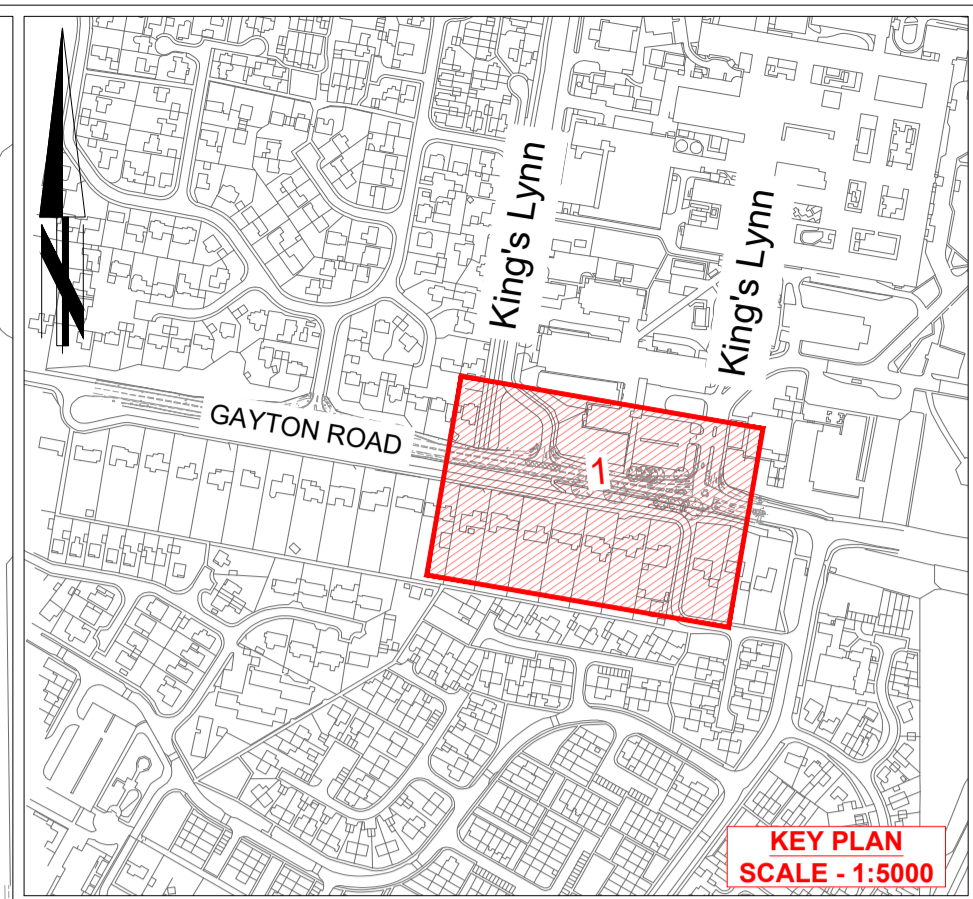 King's Lynn
King's Lynn
GAYTON ROAD
1
KEY PLAN
SCALE - 1:5000